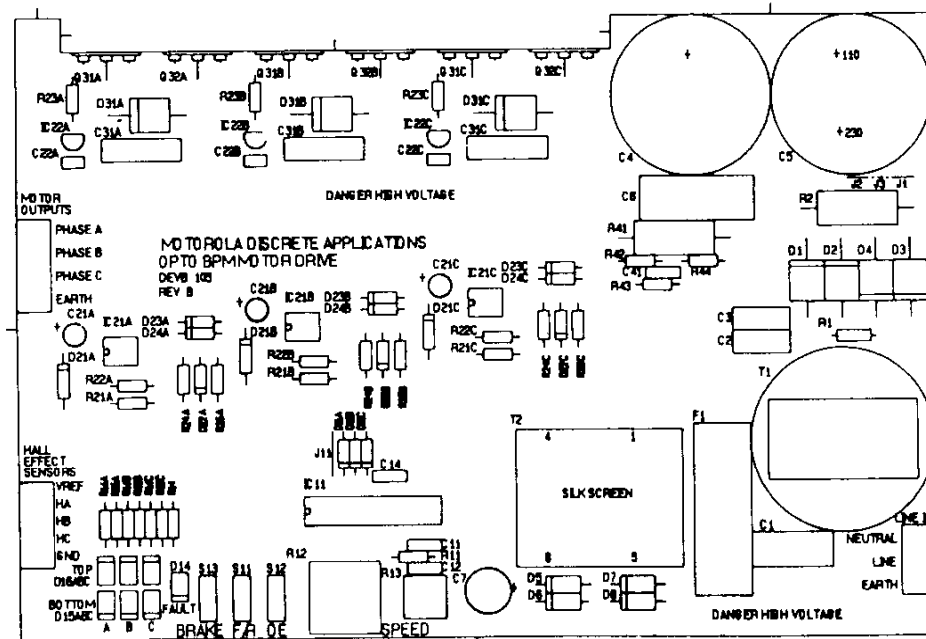 Q31A Q32A Q31B Q32B Q31C Q32C
R23A D31A R23B D31B R23C D31C
IC22A C31A IC22B C31B IC22C C31C
C22A C22B C22C
+ +110
+230
C4 C5
DANGER HIGH VOLTAGE
C6
J2 J3 J1
R2
MOTOR
OUTPUTS
PHASE A
PHASE B
PHASE C
EARTH
MOTOROLA DISCRETE APPLICATIONS
OPTO BPM MOTOR DRIVE
DEVB 103
REV B
R41
R42 C41 R44
R43
D1 D2 D4 D3
C21A IC21A D23A
D24A
D21A
R22A
R21A
C21B IC21B D23B
D24B
D21B
R22B
R21B
C21C IC21C D23C
D24C
D21C
R22C
R21C
R24A
C3
C2
R1
T1
T2
4 1
SILKSCREEN
6 5
F1
C1
LINE
NEUTRAL
LINE
EARTH
HALL
EFFECT
SENSORS
VREF
HA
HB
HC
GND
J11
C14
IC11
TOP
D16ABC
BOTTOM
D15ABC
A B C
D14
FAULT
S13 S11 S12
R12
R13
C11
R11
C12
C7
D5 D7
D6 D8
BRAKE F/R OE SPEED
DANGER HIGH VOLTAGE